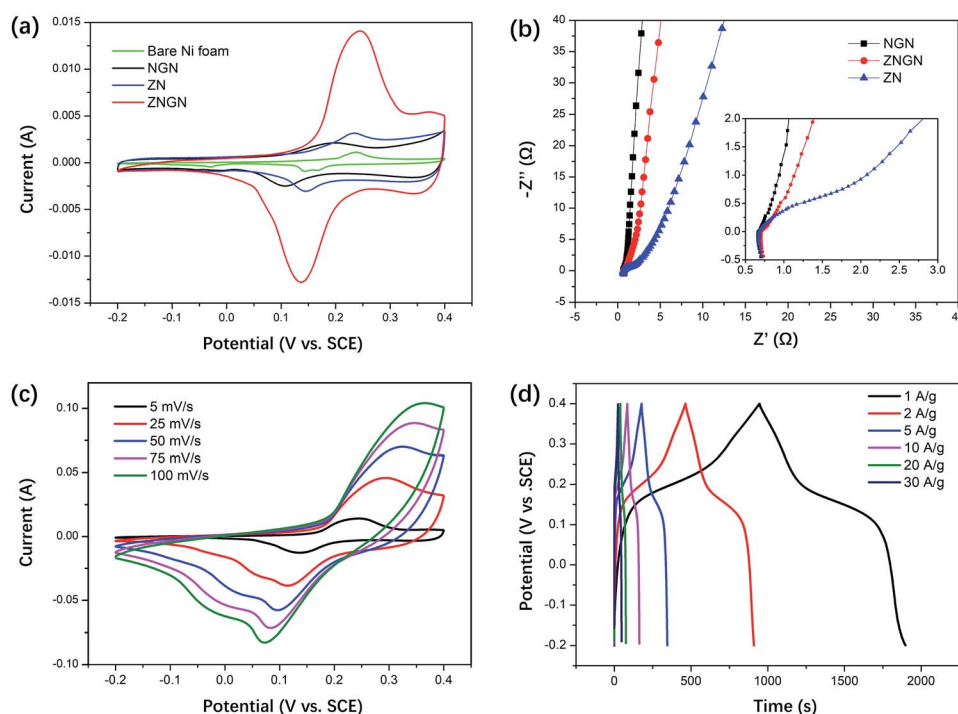 (a)
Bare Ni foam
NGN
ZN
ZNGN
0.015
0.010
0.005
0.000
-0.005
-0.010
-0.015
-0.2 -0.1 0.0 0.1 0.2 0.3 0.4
Current (A)
Potential (V vs. SCE)
(b)
NGN
ZNGN
ZN
40
35
30
25
20
15
10
5
0
-5
-5 0 5 10 15 20 25 30 35 40
-Z'' (Ω)
Z' (Ω)
2.0
1.5
1.0
0.5
0.0
-0.5
0.5 1.0 1.5 2.0 2.5 3.0
(c)
5 mV/s
25 mV/s
50 mV/s
75 mV/s
100 mV/s
0.10
0.05
0.00
-0.05
-0.10
-0.2 -0.1 0.0 0.1 0.2 0.3 0.4
Current (A)
Potential (V vs. SCE)
(d)
1 A/g
2 A/g
5 A/g
10 A/g
20 A/g
30 A/g
0.4
0.3
0.2
0.1
0.0
-0.1
-0.2
0 500 1000 1500 2000
Potential (V vs .SCE)
Time (s)